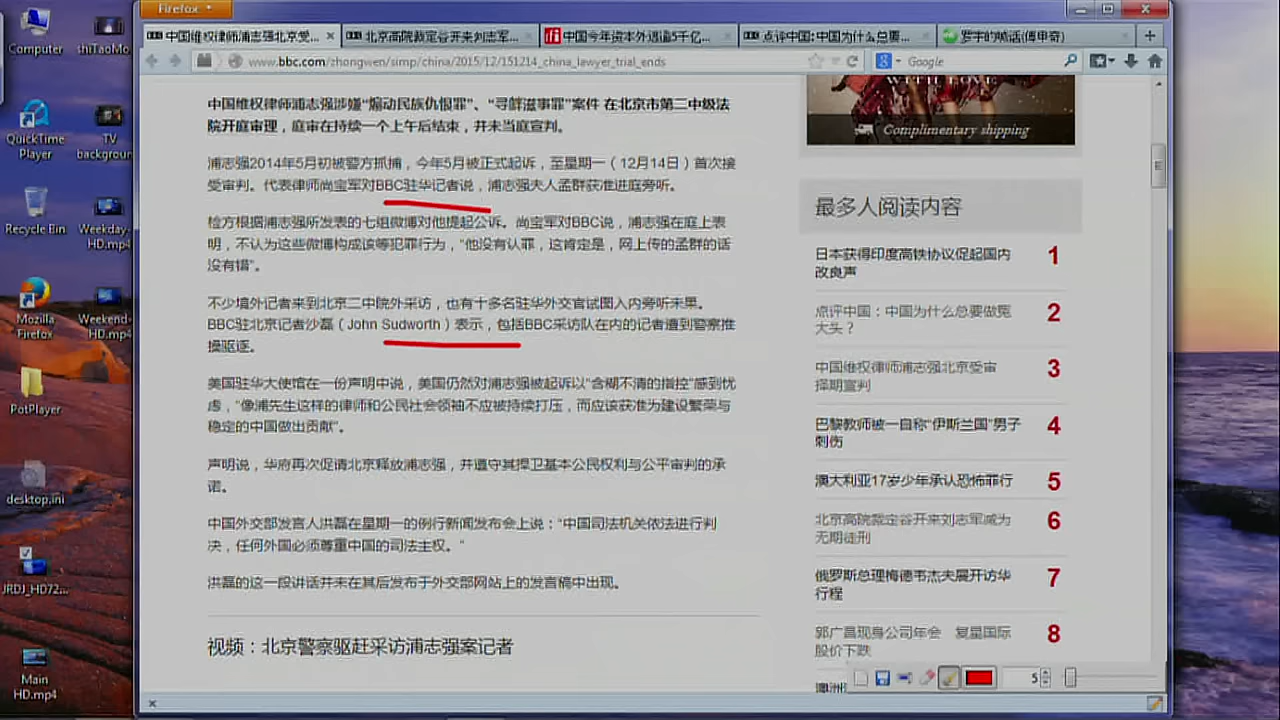 Firefox
中国维权律师浦志强北京受...
北京高院裁定谷开来刘志军...
中国今年资本外逃逾5千亿...
点评中国:中国为什么总要...
罗宇的喊话(傅申奇)
www.bbc.com/zhongwen/simp/china/2015/12/151214_china_lawyer_trial_ends
Google
Computer
thiTaoMo
QuickTime
Player
TV
backgroun
Recycle Bin
Weekday-
HD.mp4
Mozilla
Firefox
Weekend-
HD.mp4
PotPlayer
desktop.ini
JRDJ_HD72...
Main
HD.mp4
中国维权律师浦志强涉嫌“煽动民族仇恨罪”、“寻衅滋事罪”案件 在北京市第二中级法
院开庭审理，庭审在持续一个上午后结束，并未当庭宣判。
浦志强2014年5月初被警方抓捕，今年5月被正式起诉，至星期一（12月14日）首次接
受审判。代表律师尚宝军对BBC驻华记者说，浦志强夫人孟群获准进庭旁听。
检方根据浦志强所发表的七组微博对他提起公诉。尚宝军对BBC说，浦志强在庭上表
明，不认为这些微博构成该等犯罪行为，“他没有认罪，这肯定是，网上传的孟群的话
没有错”。
不少境外记者来到北京二中院外采访，也有十多名驻华外交官试图入内旁听未果。
BBC驻北京记者沙磊（John Sudworth）表示，包括BBC采访队在内的记者遭到警察推
搡驱逐。
美国驻华大使馆在一份声明中说，美国仍然对浦志强被起诉以“含糊不清的指控”感到忧
虑，“像浦先生这样的律师和公民社会领袖不应被持续打压，而应该获准为建设繁荣与
稳定的中国做出贡献”。
声明说，华府再次促请北京释放浦志强，并遵守其捍卫基本公民权利与公平审判的承
诺。
中国外交部发言人洪磊在星期一的例行新闻发布会上说：“中国司法机关依法进行判
决，任何外国必须尊重中国的司法主权。”
洪磊的这一段讲话并未在其后发布于外交部网站上的发言稿中出现。
视频：北京警察驱赶采访浦志强案记者
Complimentary shipping
最多人阅读内容
日本获得印度高铁协议促起国内
改良声
1
点评中国：中国为什么总要做冤
大头？
2
中国维权律师浦志强北京受审
择期宣判
3
巴黎教师被一自称“伊斯兰国”男子
刺伤
4
澳大利亚17岁少年承认恐怖罪行
5
北京高院裁定谷开来刘志军减为
无期徒刑
6
俄罗斯总理梅德韦杰夫展开访华
行程
7
郭广昌现身公司年会 复星国际
股价下跌
8
5